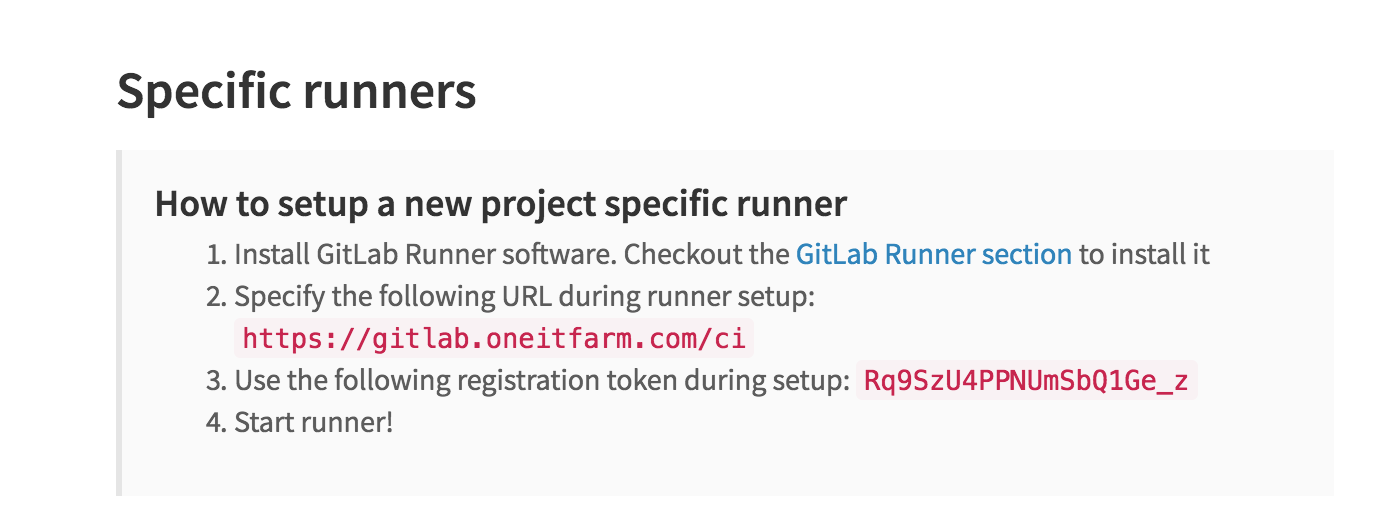 Specific runners
How to setup a new project specific runner
1. Install GitLab Runner software. Checkout the GitLab Runner section to install it
2. Specify the following URL during runner setup:
https://gitlab.oneitfarm.com/ci
3. Use the following registration token during setup: Rq9SzU4PPNUmSbQ1Ge_z
4. Start runner!